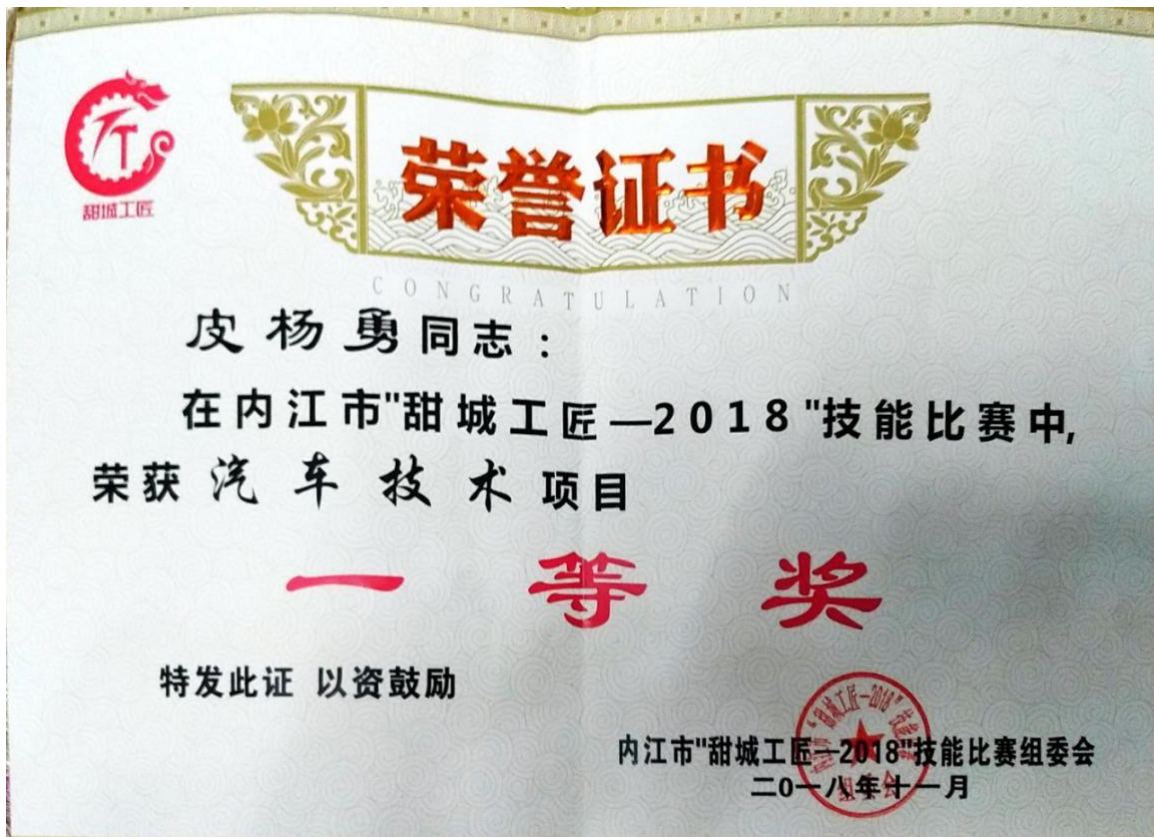 甜城工匠
荣誉证书
CONGRATULATION
皮杨勇同志：
在内江市"甜城工匠—2018"技能比赛中,
荣获汽车技术项目
一等奖
特发此证 以资鼓励
内江市"甜城工匠—2018"技能比赛组委会
二0一八年十一月